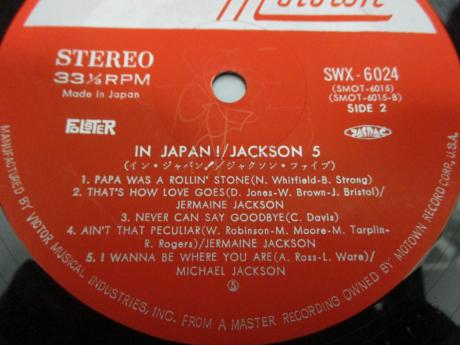 Motown
STEREO
33⅓RPM
Made in Japan
SWX-6024
(SMOT-6015)
(SMOT-6015-B)
SIDE 2
JASRAC
IN JAPAN!/JACKSON 5
(イン・ジャパン!/ジャクソン・ファイブ)
1. PAPA WAS A ROLLIN' STONE(N. Whitfield-B. Strong)
2. THAT'S HOW LOVE GOES(D. Jones-W. Brown-J. Bristol)/
JERMAINE JACKSON
3. NEVER CAN SAY GOODBYE(C. Davis)
4. AIN'T THAT PECULIAR(W. Robinson-M. Moore-M. Tarplin-
R. Rogers)/JERMAINE JACKSON
5. I WANNA BE WHERE YOU ARE(A. Ross-L. Ware)/
MICHAEL JACKSON
Ⓢ
MANUFACTURED BY VICTOR MUSICAL INDUSTRIES, INC. FROM A MASTER RECORDING OWNED BY MOTOWN RECORD CORP. U.S.A.